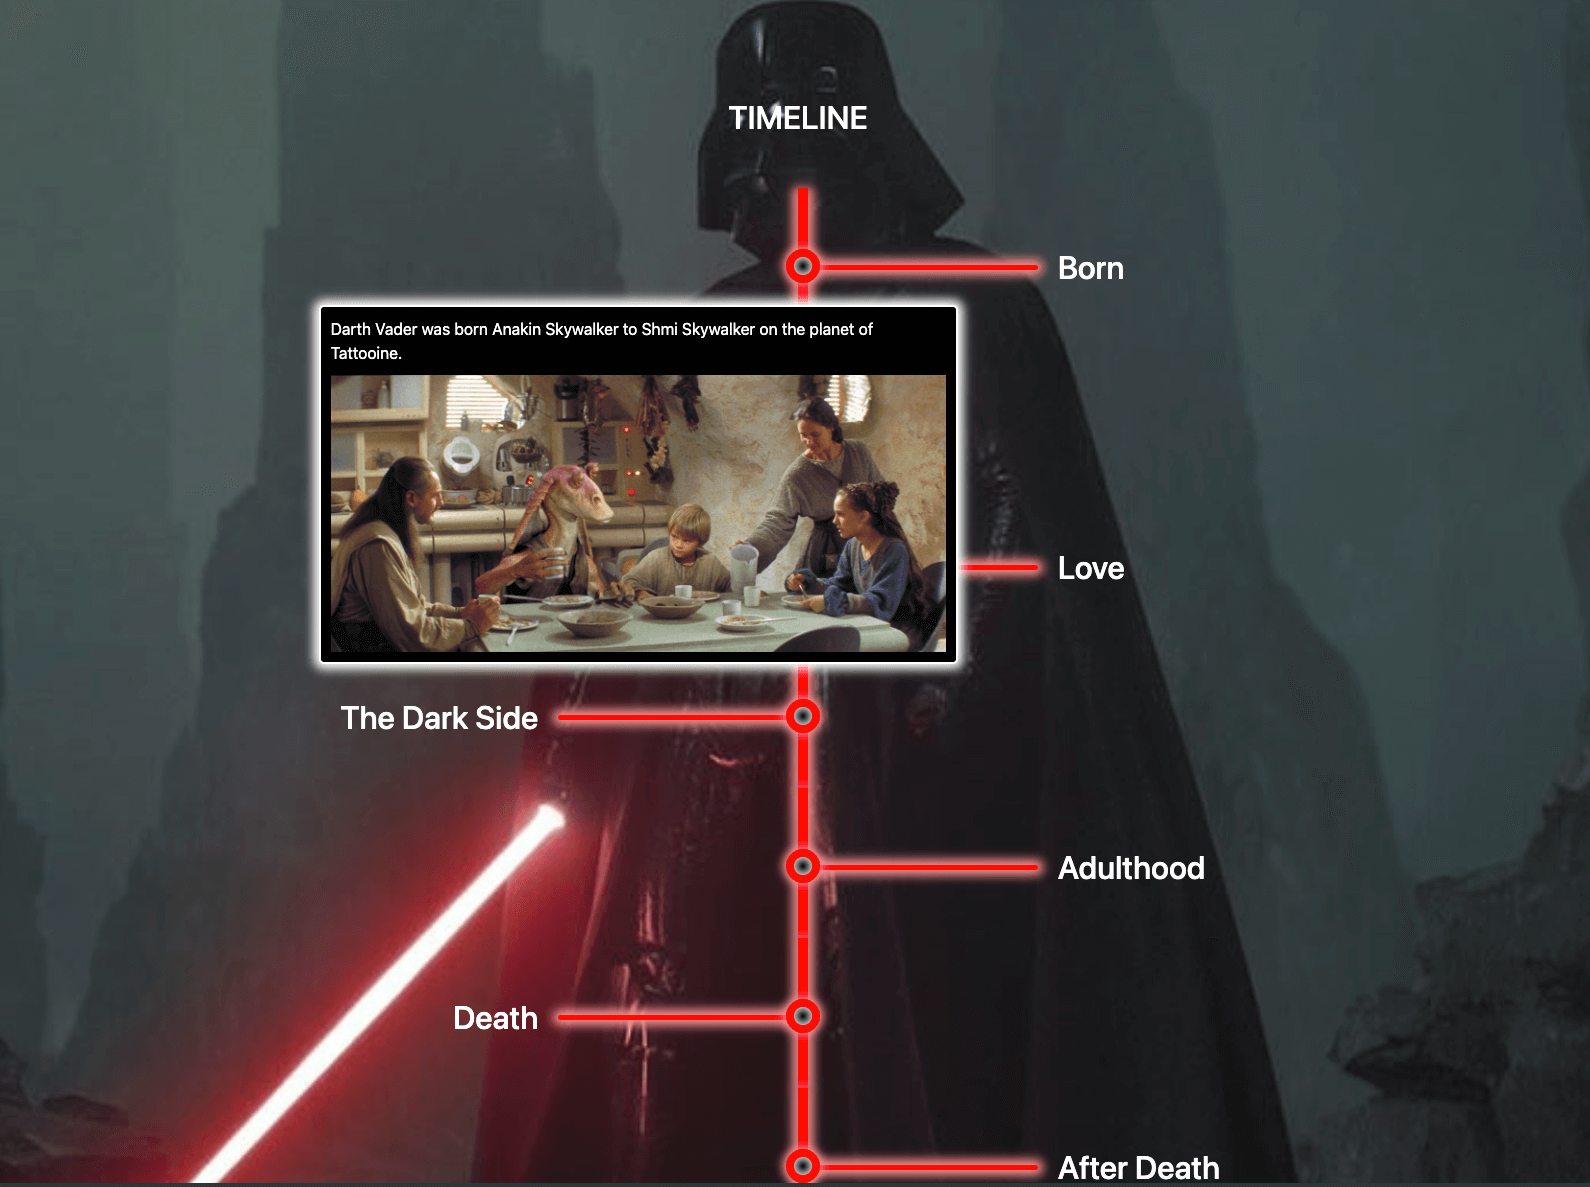 TIMELINE
Born
Darth Vader was born Anakin Skywalker to Shmi Skywalker on the planet of
Tattooine.
Love
The Dark Side
Adulthood
Death
After Death